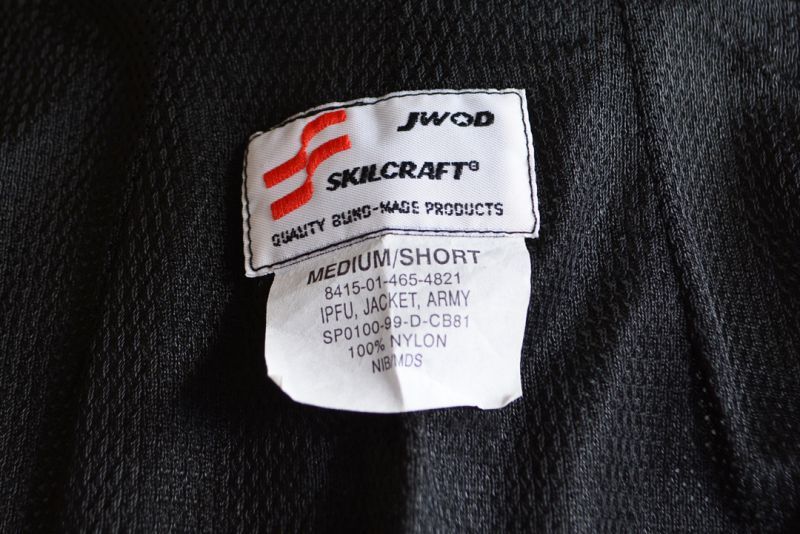 JWOD
SKILCRAFT®
QUALITY BLIND-MADE PRODUCTS
MEDIUM/SHORT
8415-01-465-4821
IPFU, JACKET, ARMY
SP0100-99-D-CB81
100% NYLON
NIB/MDS